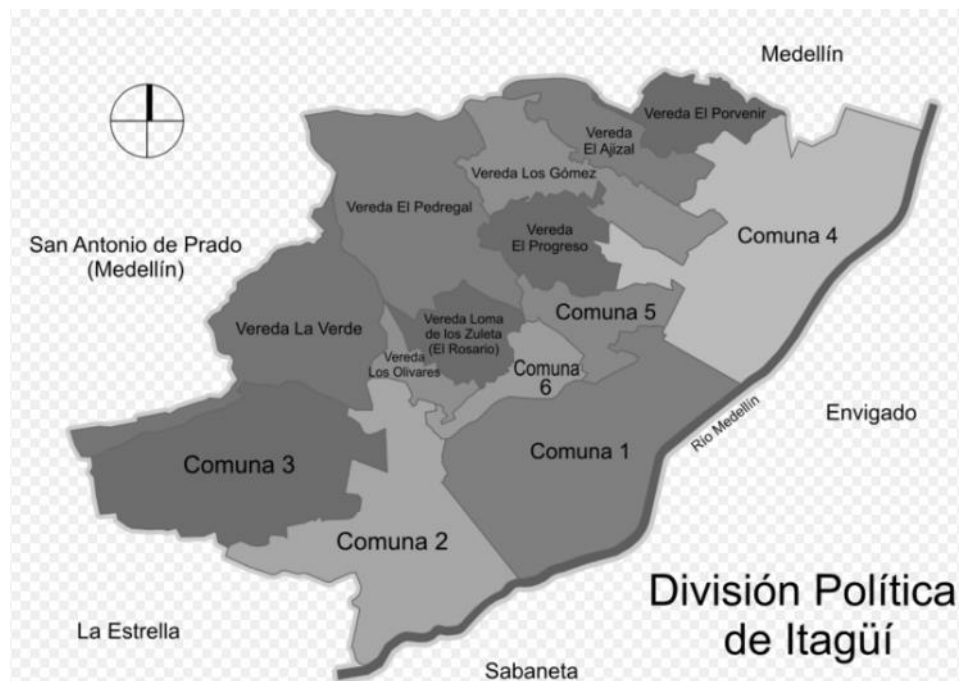 Medellín
Vereda El Porvenir
Vereda
El Ajizal
Vereda Los Gómez
Vereda El Pedregal
Vereda
El Progreso
Comuna 4
San Antonio de Prado
(Medellín)
Vereda La Verde
Vereda Loma
de los Zuleta
(El Rosario)
Comuna 5
Vereda
Los Olivares
Comuna
6
Río Medellín
Envigado
Comuna 3
Comuna 1
Comuna 2
La Estrella
Sabaneta
División Política
de Itagüí